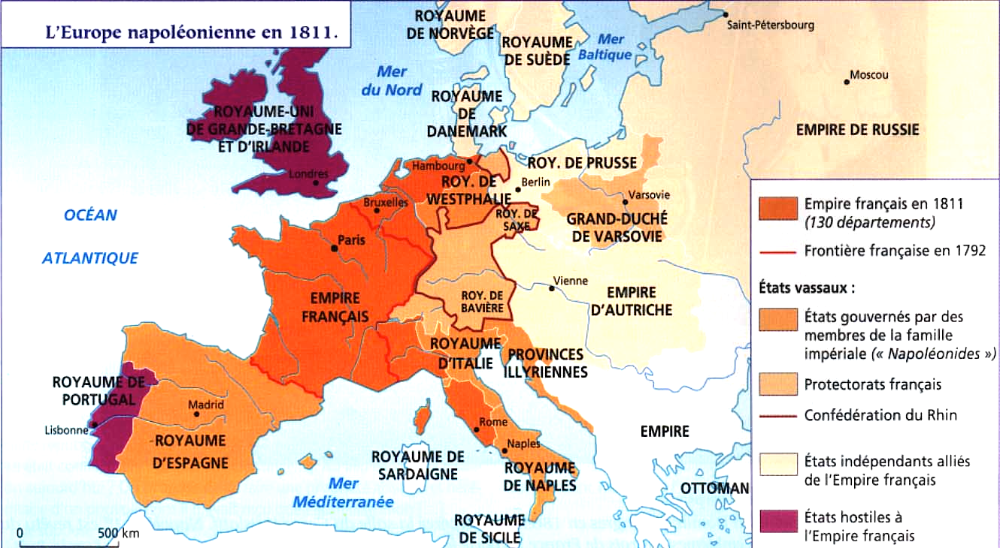 L'Europe napoléonienne en 1811.
ROYAUME
DE NORVÈGE
ROYAUME
DE SUÈDE
Mer
Baltique
Saint-Pétersbourg
Mer
du Nord
Moscou
ROYAUME
DE
DANEMARK
ROYAUME-UNI
DE GRANDE-BRETAGNE
ET D'IRLANDE
EMPIRE DE RUSSIE
Londres
Hambourg
ROY. DE PRUSSE
ROY. DE
WESTPHALIE
Berlin
Varsovie
Bruxelles
OCÉAN
ATLANTIQUE
ROY. DE
SAXE
GRAND-DUCHÉ
DE VARSOVIE
Paris
Vienne
EMPIRE
FRANÇAIS
ROY. DE
BAVIÈRE
EMPIRE
D'AUTRICHE
ROYAUME
D'ITALIE
PROVINCES
ILLYRIENNES
ROYAUME DE
PORTUGAL
Madrid
Lisbonne
ROYAUME
D'ESPAGNE
Rome
Naples
EMPIRE
OTTOMAN
ROYAUME DE
SARDAIGNE
ROYAUME
DE NAPLES
Mer
Méditerranée
ROYAUME
DE SICILE
0 500 km
Empire français en 1811
(130 départements)
Frontière française en 1792
États vassaux :
États gouvernés par des
membres de la famille
impériale (« Napoléonides »)
Protectorats français
Confédération du Rhin
États indépendants alliés
de l'Empire français
États hostiles à
l'Empire français